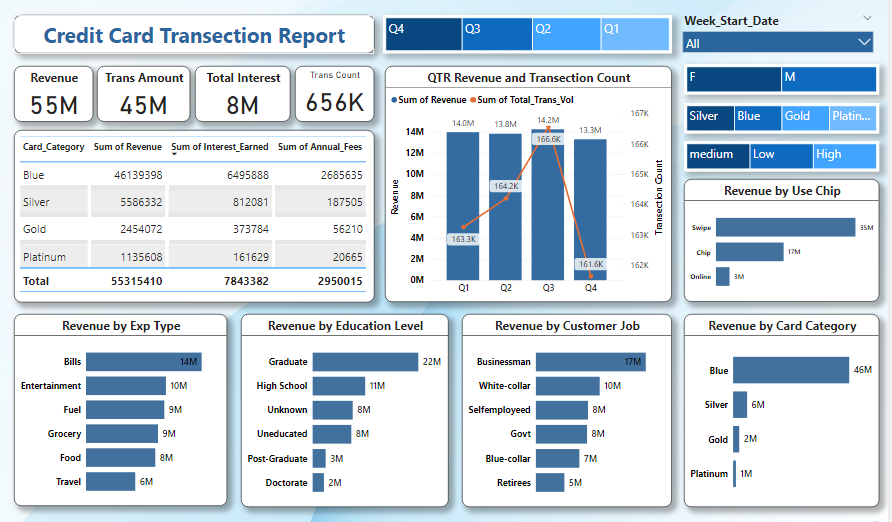 Credit Card Transection Report
Q4 Q3 Q2 Q1
Week_Start_Date
All
F M
Silver Blue Gold Platin...
medium Low High
Revenue
55M
Trans Amount
45M
Total Interest
8M
Trans Count
656K
Card_Category Sum of Revenue Sum of Interest_Earned Sum of Annual_Fees
Blue 46139398 6495888 2685635
Silver 5586332 812081 187505
Gold 2454072 373784 56210
Platinum 1135608 161629 20665
Total 55315410 7843382 2950015
QTR Revenue and Transection Count
Sum of Revenue Sum of Total_Trans_Vol
14M
12M
10M
8M
6M
4M
2M
0M
Revenue
14.0M 13.8M 14.2M 13.3M
163.3K 164.2K 166.6K 161.6K
Q1 Q2 Q3 Q4
167K
166K
165K
164K
163K
162K
Transection Count
Revenue by Use Chip
Swipe 35M
Chip 17M
Online 3M
Revenue by Exp Type
Bills 14M
Entertainment 10M
Fuel 9M
Grocery 9M
Food 8M
Travel 6M
Revenue by Education Level
Graduate 22M
High School 11M
Unknown 8M
Uneducated 8M
Post-Graduate 3M
Doctorate 2M
Revenue by Customer Job
Businessman 17M
White-collar 10M
Selfemployeed 8M
Govt 8M
Blue-collar 7M
Retirees 5M
Revenue by Card Category
Blue 46M
Silver 6M
Gold 2M
Platinum 1M